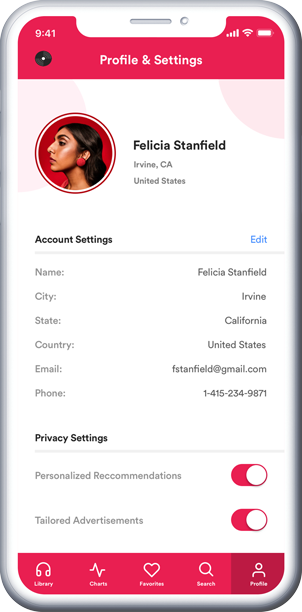 9:41
Profile & Settings
Felicia Stanfield
Irvine, CA
United States
Account Settings Edit
Name: Felicia Stanfield
City: Irvine
State: California
Country: United States
Email: fstanfield@gmail.com
Phone: 1-415-234-9871
Privacy Settings
Personalized Reccommendations
Tailored Advertisements
Library Charts Favorites Search Profile